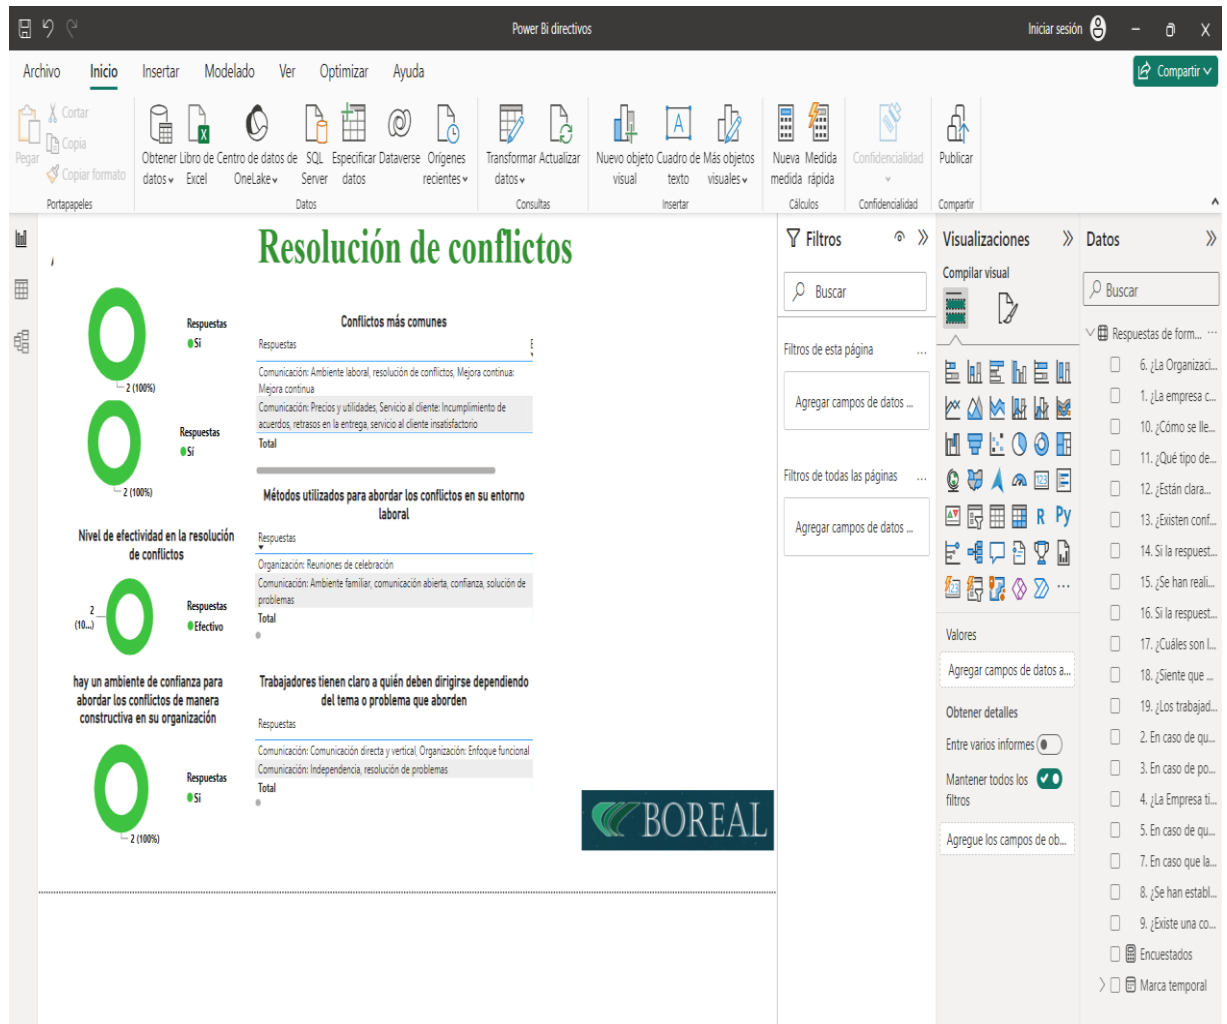 Power Bi directivos
Iniciar sesión
Archivo Inicio Insertar Modelado Ver Optimizar Ayuda
Compartir
Pegar
Cortar
Copia
Copiar formato
Portapapeles
Obtener datos
Libro de Excel
Centro de datos de OneLake
SQL Server
Especificar datos
Dataverse
Orígenes recientes
Datos
Transformar datos
Actualizar
Consultas
Nuevo objeto visual
Cuadro de texto
Más objetos visuales
Insertar
Nueva medida
Medida rápida
Cálculos
Confidencialidad
Confidencialidad
Publicar
Compartir
Resolución de conflictos
Respuestas
Sí
2 (100%)
Respuestas
Sí
2 (100%)
Nivel de efectividad en la resolución
de conflictos
2
(10...)
Respuestas
Efectivo
hay un ambiente de confianza para
abordar los conflictos de manera
constructiva en su organización
Respuestas
Sí
2 (100%)
Conflictos más comunes
Respuestas
Comunicación: Ambiente laboral, resolución de conflictos, Mejora continua:
Mejora continua
Comunicación: Precios y utilidades, Servicio al cliente: Incumplimiento de
acuerdos, retrasos en la entrega, servicio al cliente insatisfactorio
Total
Métodos utilizados para abordar los conflictos en su entorno
laboral
Respuestas
Organización: Reuniones de celebración
Comunicación: Ambiente familiar, comunicación abierta, confianza, solución de
problemas
Total
Trabajadores tienen claro a quién deben dirigirse dependiendo
del tema o problema que aborden
Respuestas
Comunicación: Comunicación directa y vertical, Organización: Enfoque funcional
Comunicación: Independencia, resolución de problemas
Total
BOREAL
Filtros
Buscar
Filtros de esta página ...
Agregar campos de datos ...
Filtros de todas las páginas ...
Agregar campos de datos ...
Visualizaciones
Compilar visual
123
R Py
123
...
Valores
Agregar campos de datos a...
Obtener detalles
Entre varios informes
Mantener todos los
filtros
Agregue los campos de ob...
Datos
Buscar
Respuestas de form... ...
6. ¿La Organizaci...
1. ¿La empresa c...
10. ¿Cómo se lle...
11. ¿Qué tipo de...
12. ¿Están clara...
13. ¿Existen conf...
14. Si la respuest...
15. ¿Se han reali...
16. Si la respuest...
17. ¿Cuáles son l...
18. ¿Siente que ...
19. ¿Los trabajad...
2. En caso de qu...
3. En caso de po...
4. ¿La Empresa ti...
5. En caso de qu...
7. En caso que la...
8. ¿Se han establ...
9. ¿Existe una co...
Encuestados
Marca temporal